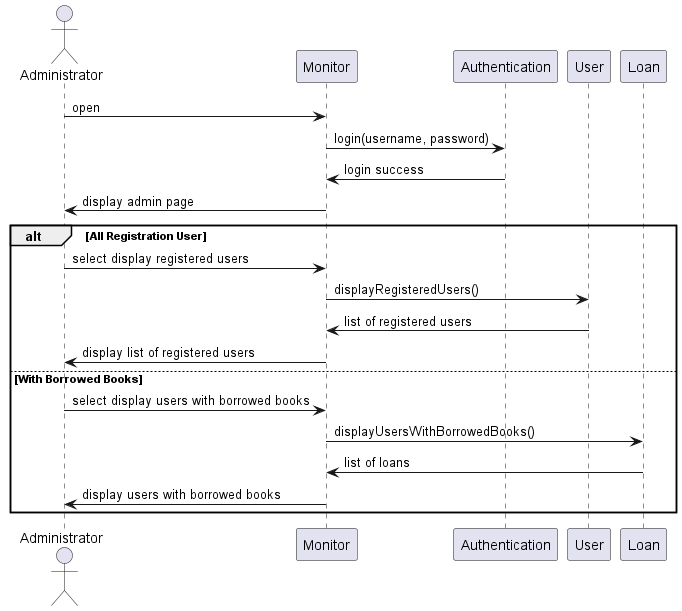 Administrator
Monitor
Authentication
User
Loan
open
login(username, password)
login success
display admin page
alt [All Registration User]
select display registered users
displayRegisteredUsers()
list of registered users
display list of registered users
[With Borrowed Books]
select display users with borrowed books
displayUsersWithBorrowedBooks()
list of loans
display users with borrowed books
Administrator
Monitor
Authentication
User
Loan